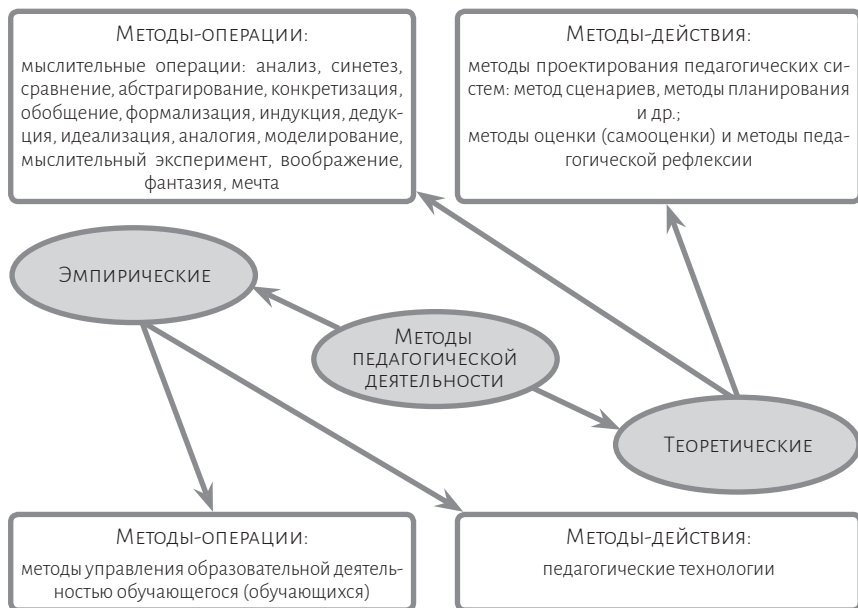 Методы-операции:
мыслительные операции: анализ, синетез,
сравнение, абстрагирование, конкретизация,
обобщение, формализация, индукция, дедук-
ция, идеализация, аналогия, моделирование,
мыслительный эксперимент, воображение,
фантазия, мечта
Методы-действия:
методы проектирования педагогических си-
стем: метод сценариев, методы планирования
и др.;
методы оценки (самооценки) и методы педа-
гогической рефлексии
Эмпирические
Методы
педагогической
деятельности
Теоретические
Методы-операции:
методы управления образовательной деятель-
ностью обучающегося (обучающихся)
Методы-действия:
педагогические технологии